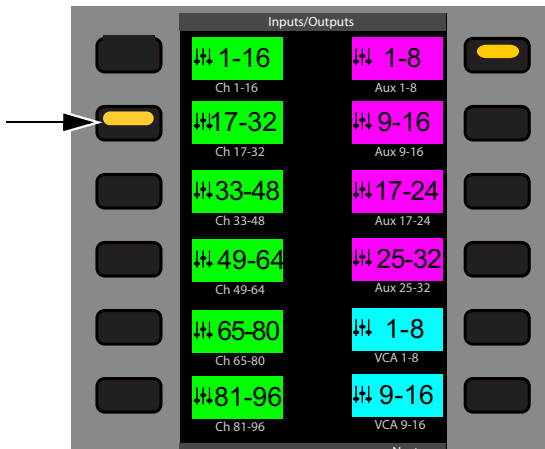 Inputs/Outputs
1-16 1-8
Ch 1-16 Aux 1-8
17-32 9-16
Ch 17-32 Aux 9-16
33-48 17-24
Ch 33-48 Aux 17-24
49-64 25-32
Ch 49-64 Aux 25-32
65-80 1-8
Ch 65-80 VCA 1-8
81-96 9-16
Ch 81-96 VCA 9-16